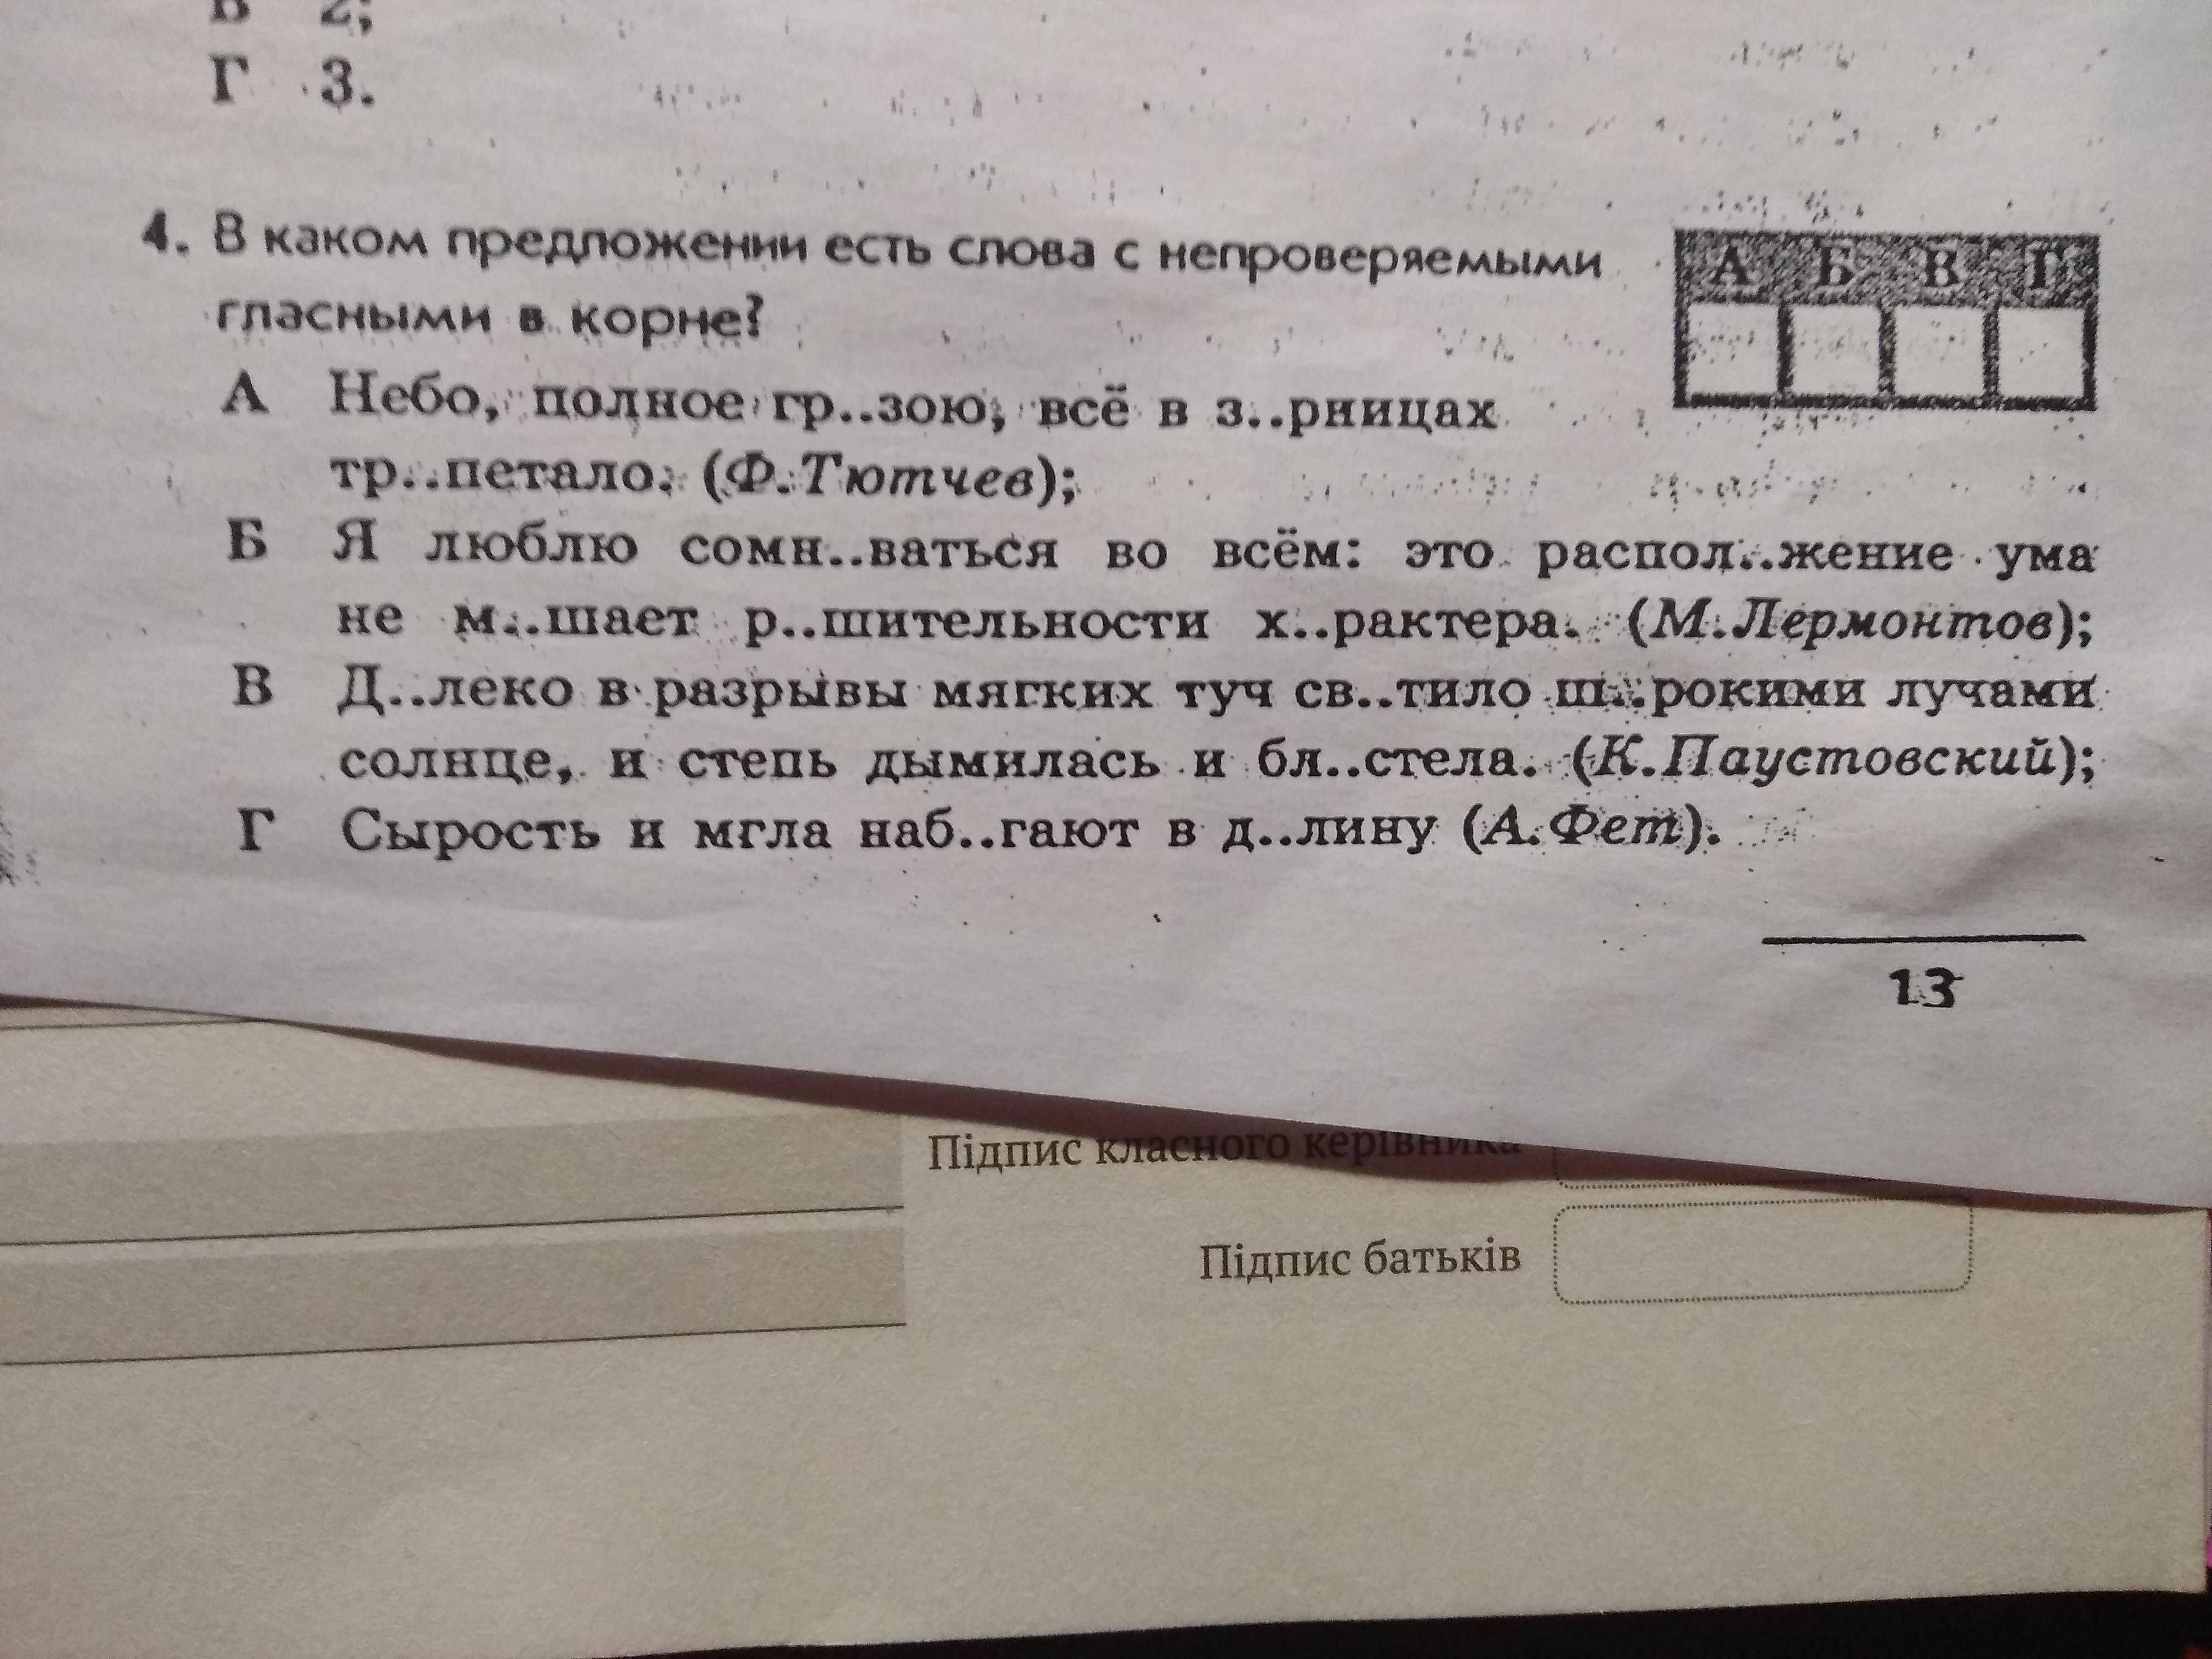 В 2;
Г 3.
4. В каком предложении есть слова с непроверяемыми
гласными в корне?
А Б В Г
А Небо, полное гр..зою, всё в з..рницах
тр..петало. (Ф.Тютчев);
Б Я люблю сомн..ваться во всём: это распол..жение ума
не м..шает р..шительности х..рактера. (М.Лермонтов);
В Д..леко в разрывы мягких туч св..тило ш..рокими лучами
солнце, и степь дымилась и бл..стела. (К.Паустовский);
Г Сырость и мгла наб..гают в д..лину (А.Фет).
13
Підпис класного керівника
Підпис батьків